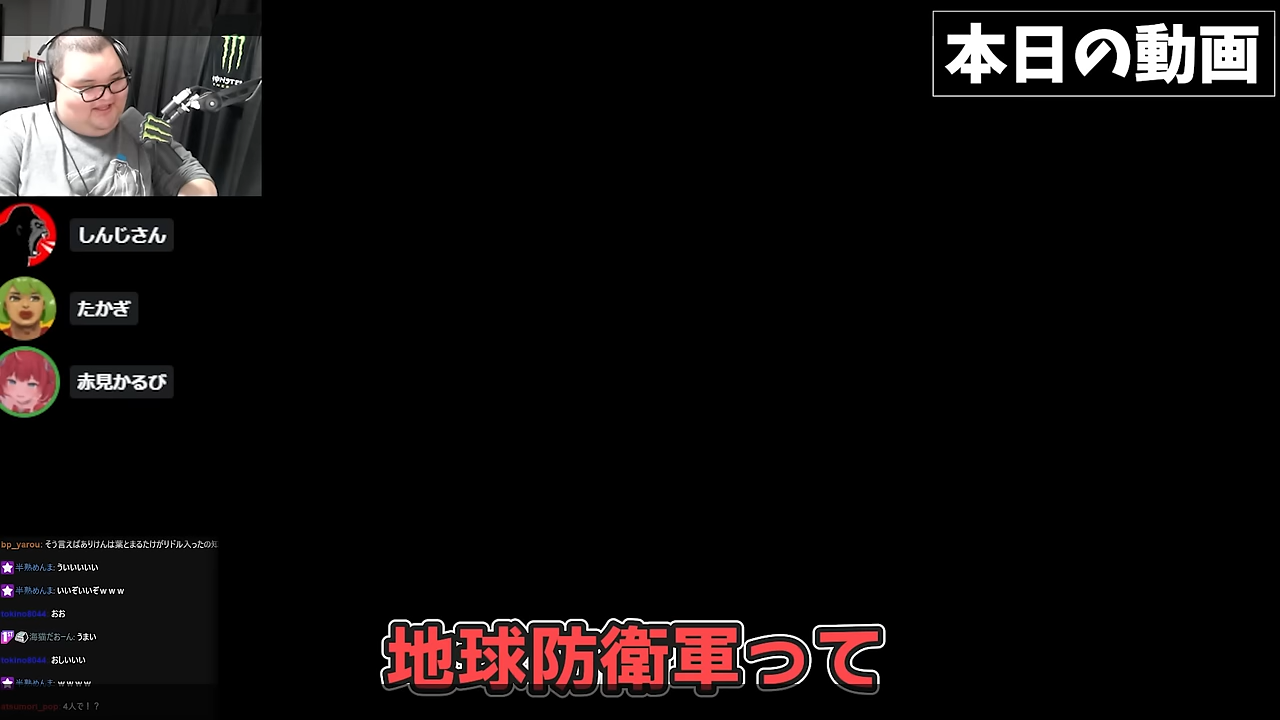 本日の動画
MONSTER
しんじさん
たかぎ
赤見かるび
bp_yarou: そう言えばありけんは葉とまるたけがリドル入ったの知
半熟めんま: ういいいいい
半熟めんま: いいぞいいぞｗｗｗ
tokino8044: おお
海猫だおーん: うまい
tokino8044: おしいいい
半熟めんま: ｗｗｗｗ
4人で！？
地球防衛軍って